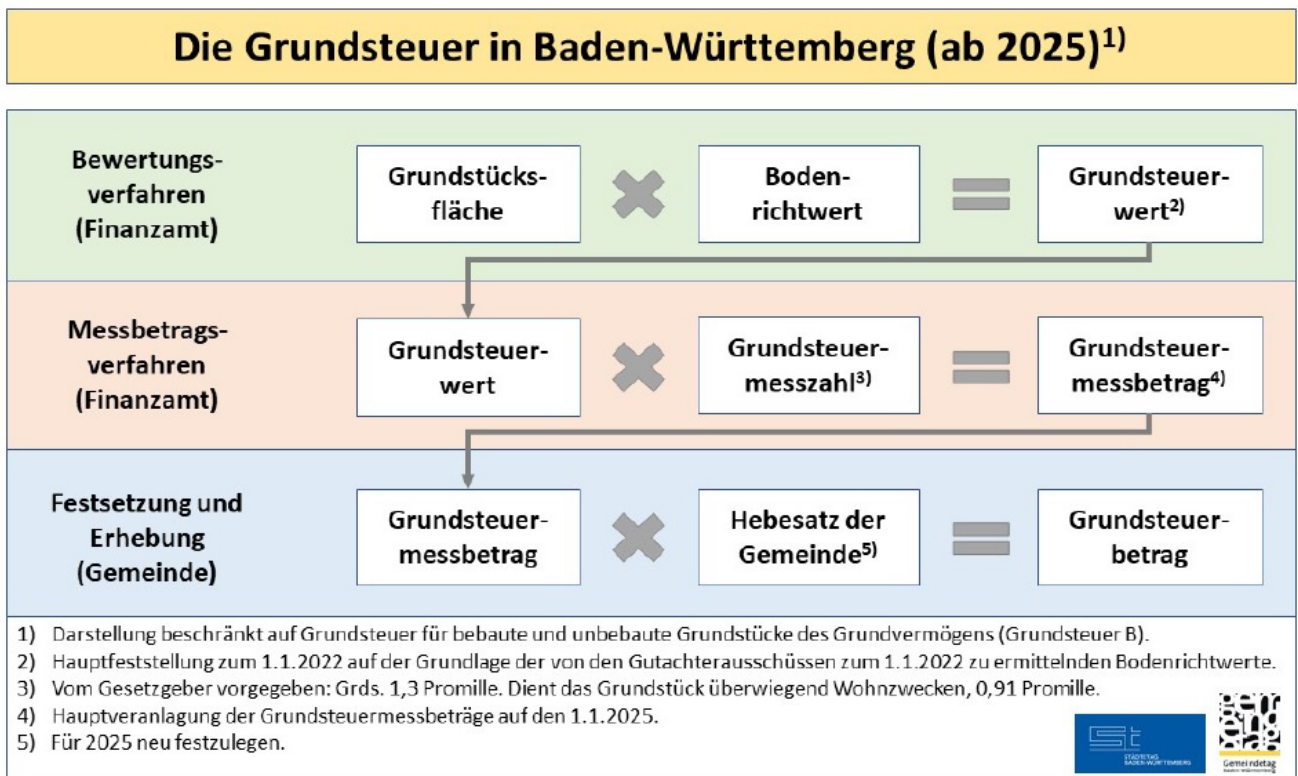 Die Grundsteuer in Baden-Württemberg (ab 2025)1)
Bewertungs-
verfahren
(Finanzamt)
Grundstücks-
fläche
Boden-
richtwert
Grundsteuer-
wert2)
Messbetrags-
verfahren
(Finanzamt)
Grundsteuer-
wert
Grundsteuer-
messzahl3)
Grundsteuer-
messbetrag4)
Festsetzung und
Erhebung
(Gemeinde)
Grundsteuer-
messbetrag
Hebesatz der
Gemeinde5)
Grundsteuer-
betrag
1) Darstellung beschränkt auf Grundsteuer für bebaute und unbebaute Grundstücke des Grundvermögens (Grundsteuer B).
2) Hauptfeststellung zum 1.1.2022 auf der Grundlage der von den Gutachterausschüssen zum 1.1.2022 zu ermittelnden Bodenrichtwerte.
3) Vom Gesetzgeber vorgegeben: Grds. 1,3 Promille. Dient das Grundstück überwiegend Wohnzwecken, 0,91 Promille.
4) Hauptveranlagung der Grundsteuermessbeträge auf den 1.1.2025.
5) Für 2025 neu festzulegen.
St
STÄDTETAG
BADEN-WÜRTTEMBERG
gemeindetag
Gemeindetag
Baden-Württemberg